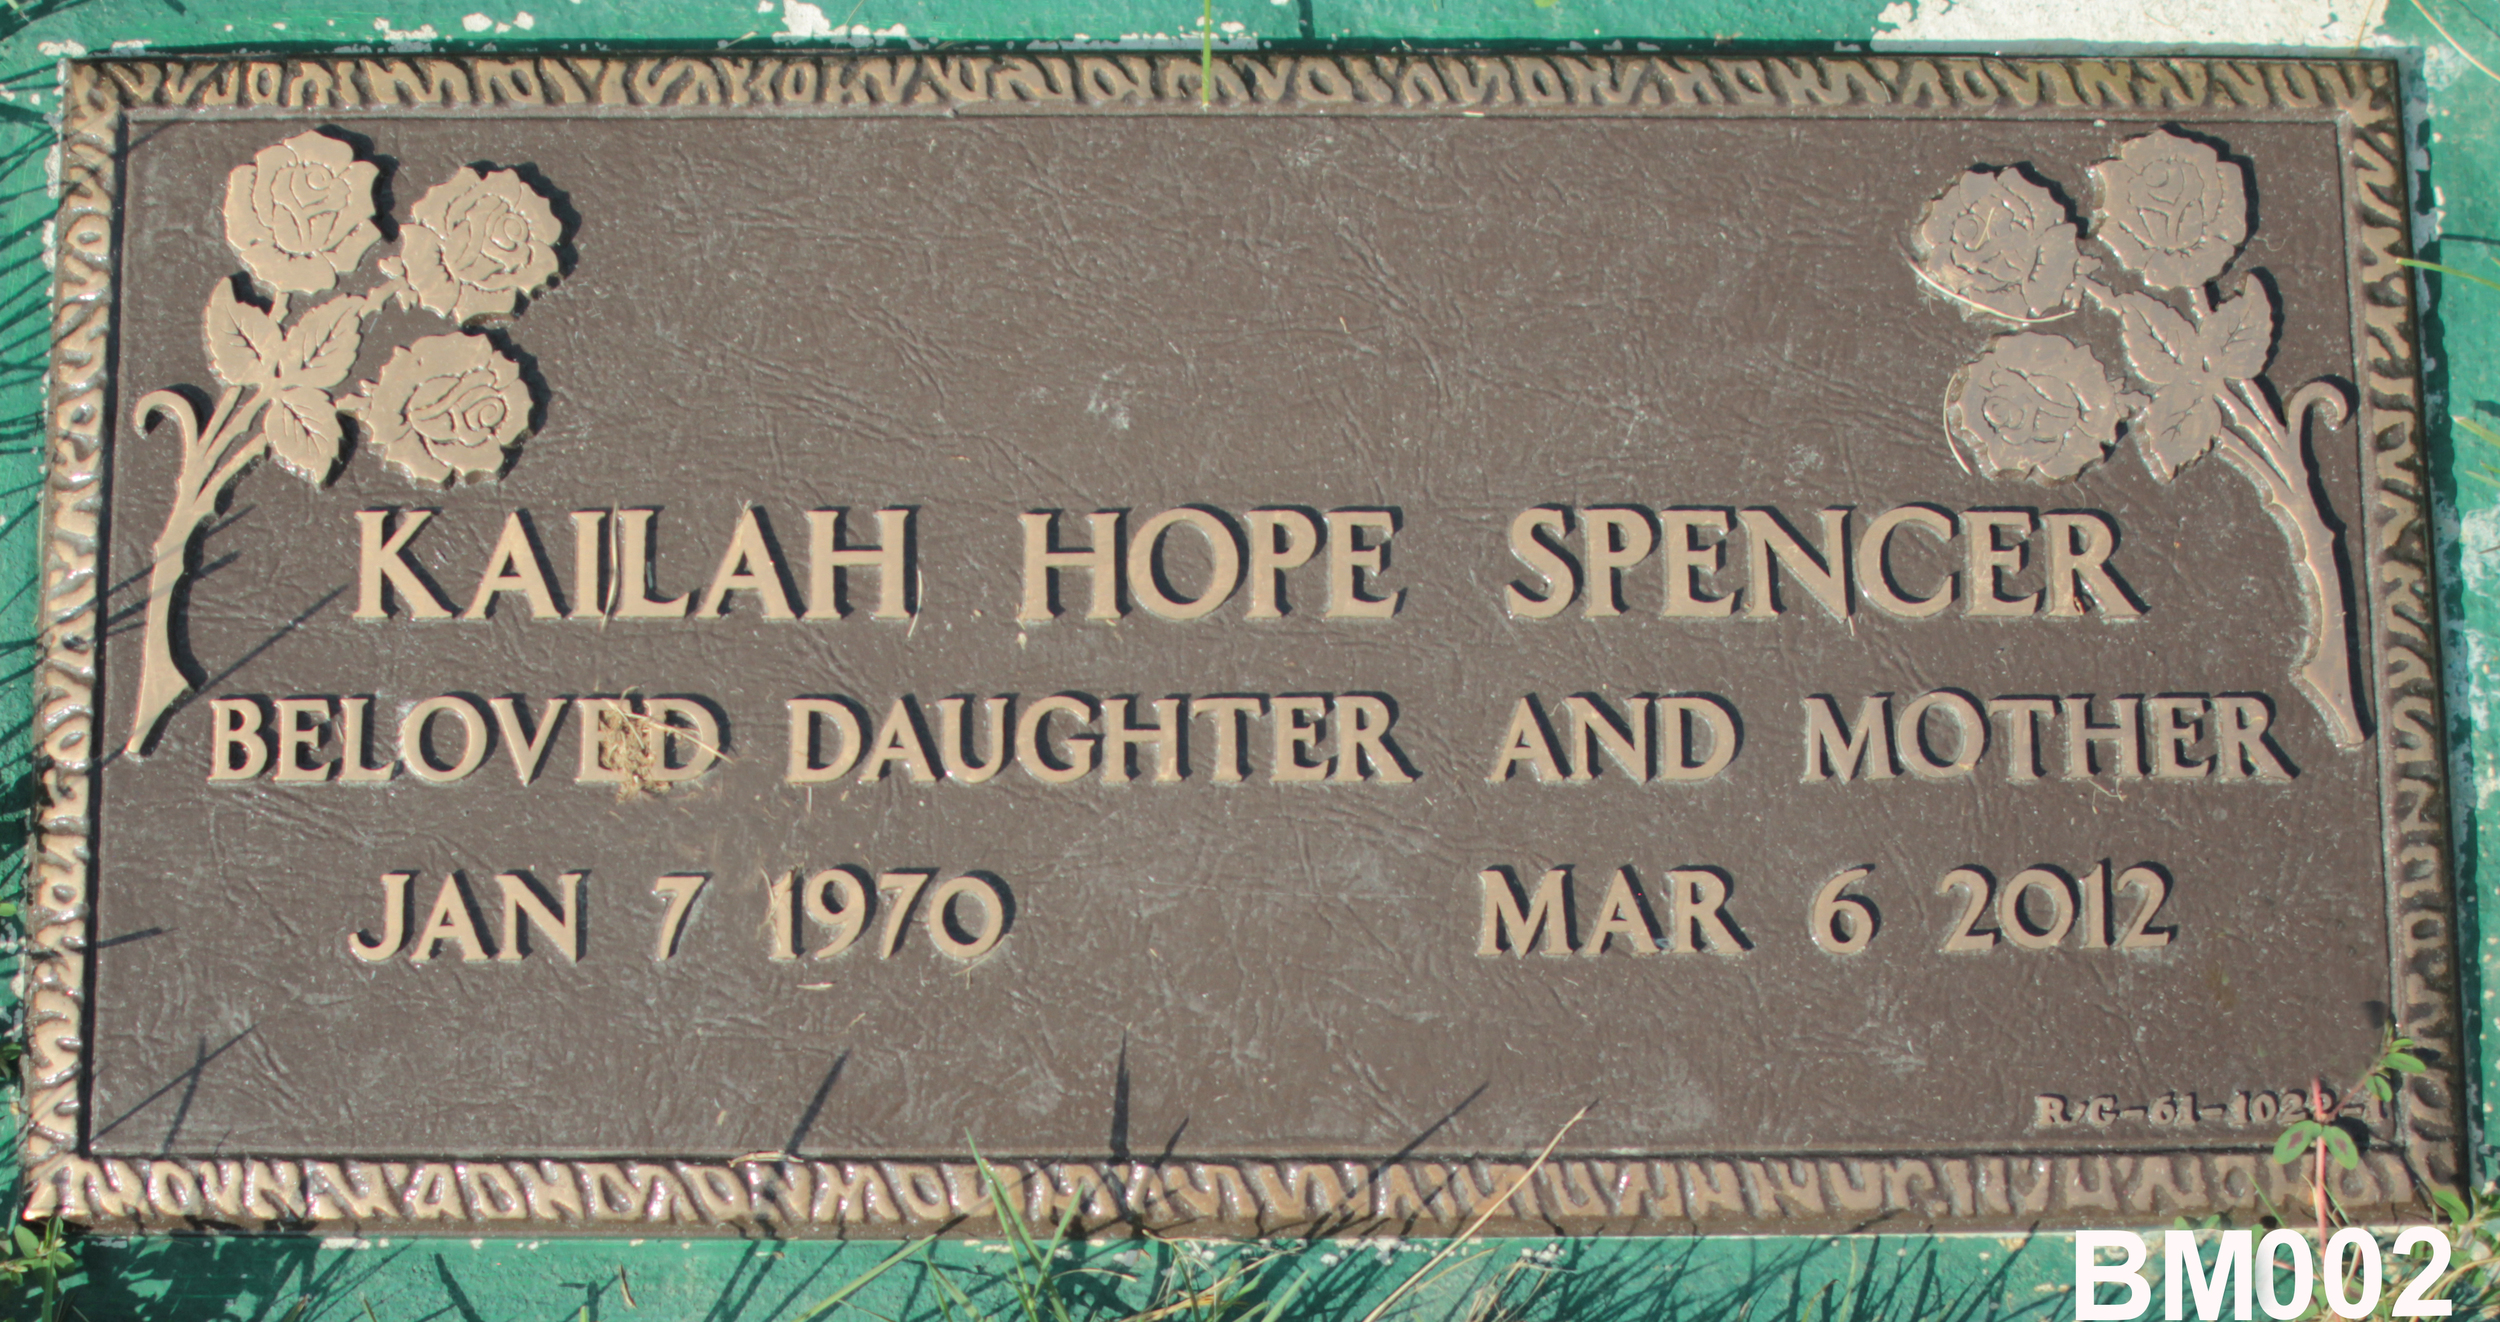 KAILAH HOPE SPENCER
BELOVED DAUGHTER AND MOTHER
JAN 7 1970 MAR 6 2012
BM002